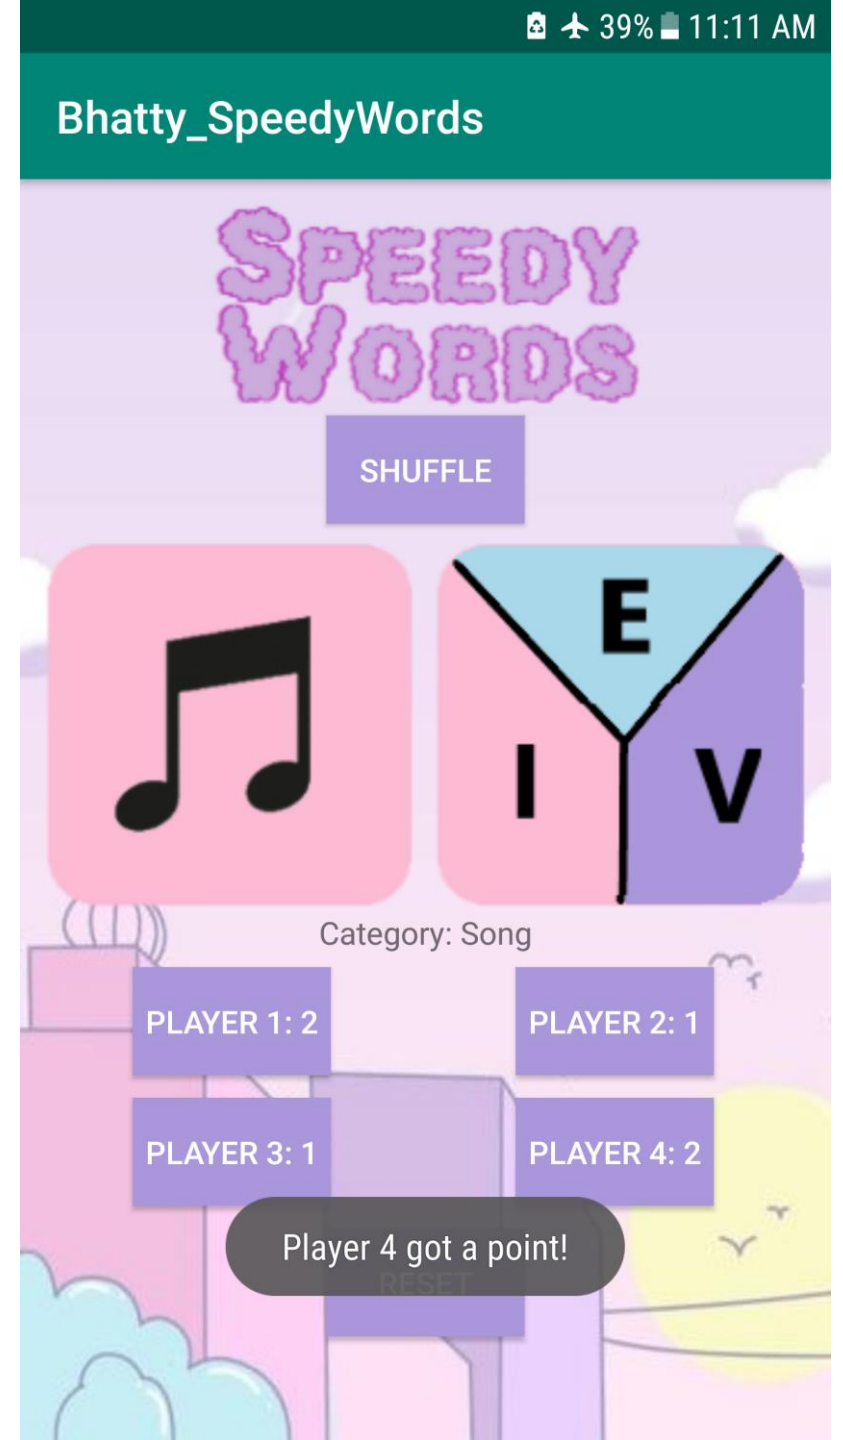 39% 11:11 AM
Bhatty_SpeedyWords
SPEEDY
WORDS
SHUFFLE
E
I V
Category: Song
PLAYER 1: 2 PLAYER 2: 1
PLAYER 3: 1 PLAYER 4: 2
Player 4 got a point!
RESET